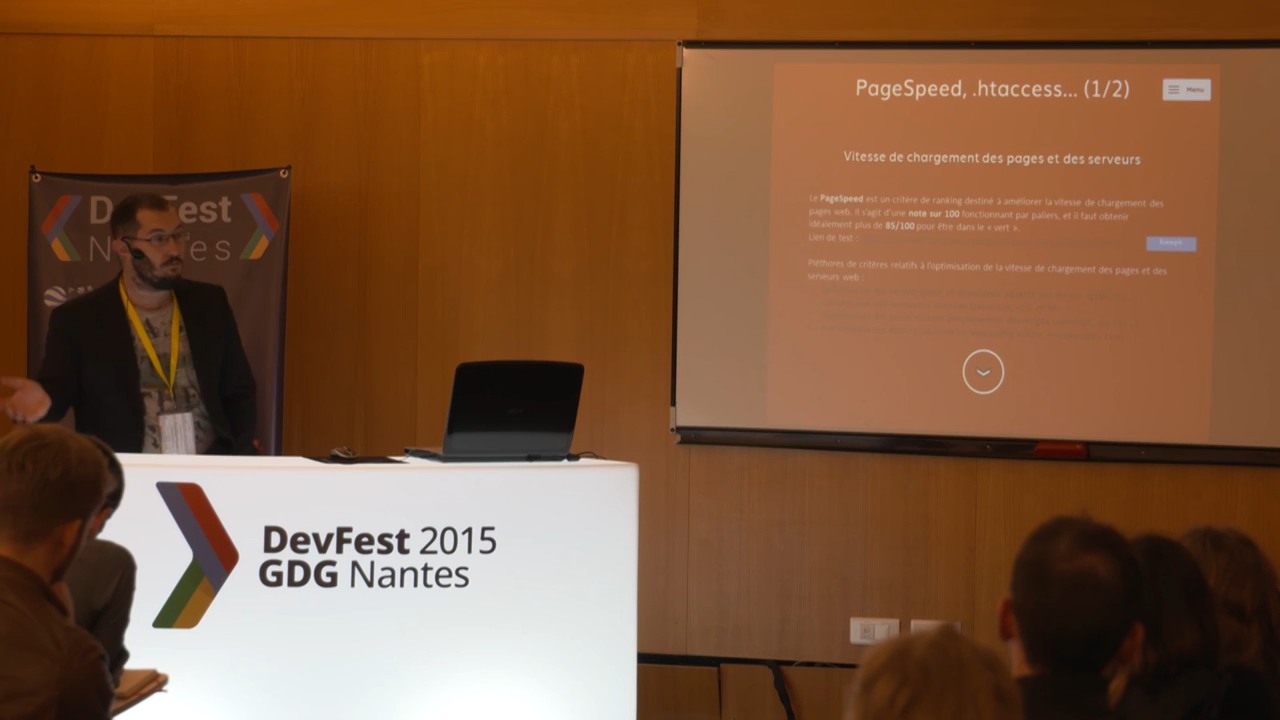 PageSpeed, .htaccess... (1/2)
Menu
Vitesse de chargement des pages et des serveurs
Le PageSpeed est un critère de ranking destiné à améliorer la vitesse de chargement des
pages web. Il s'agit d'une note sur 100 fonctionnant par paliers, et il faut obtenir
idéalement plus de 85/100 pour être dans le « vert ».
Lien de test :
Pléthores de critères relatifs à l'optimisation de la vitesse de chargement des pages et des
serveurs web :
DevFest
Nantes
DevFest 2015
GDG Nantes